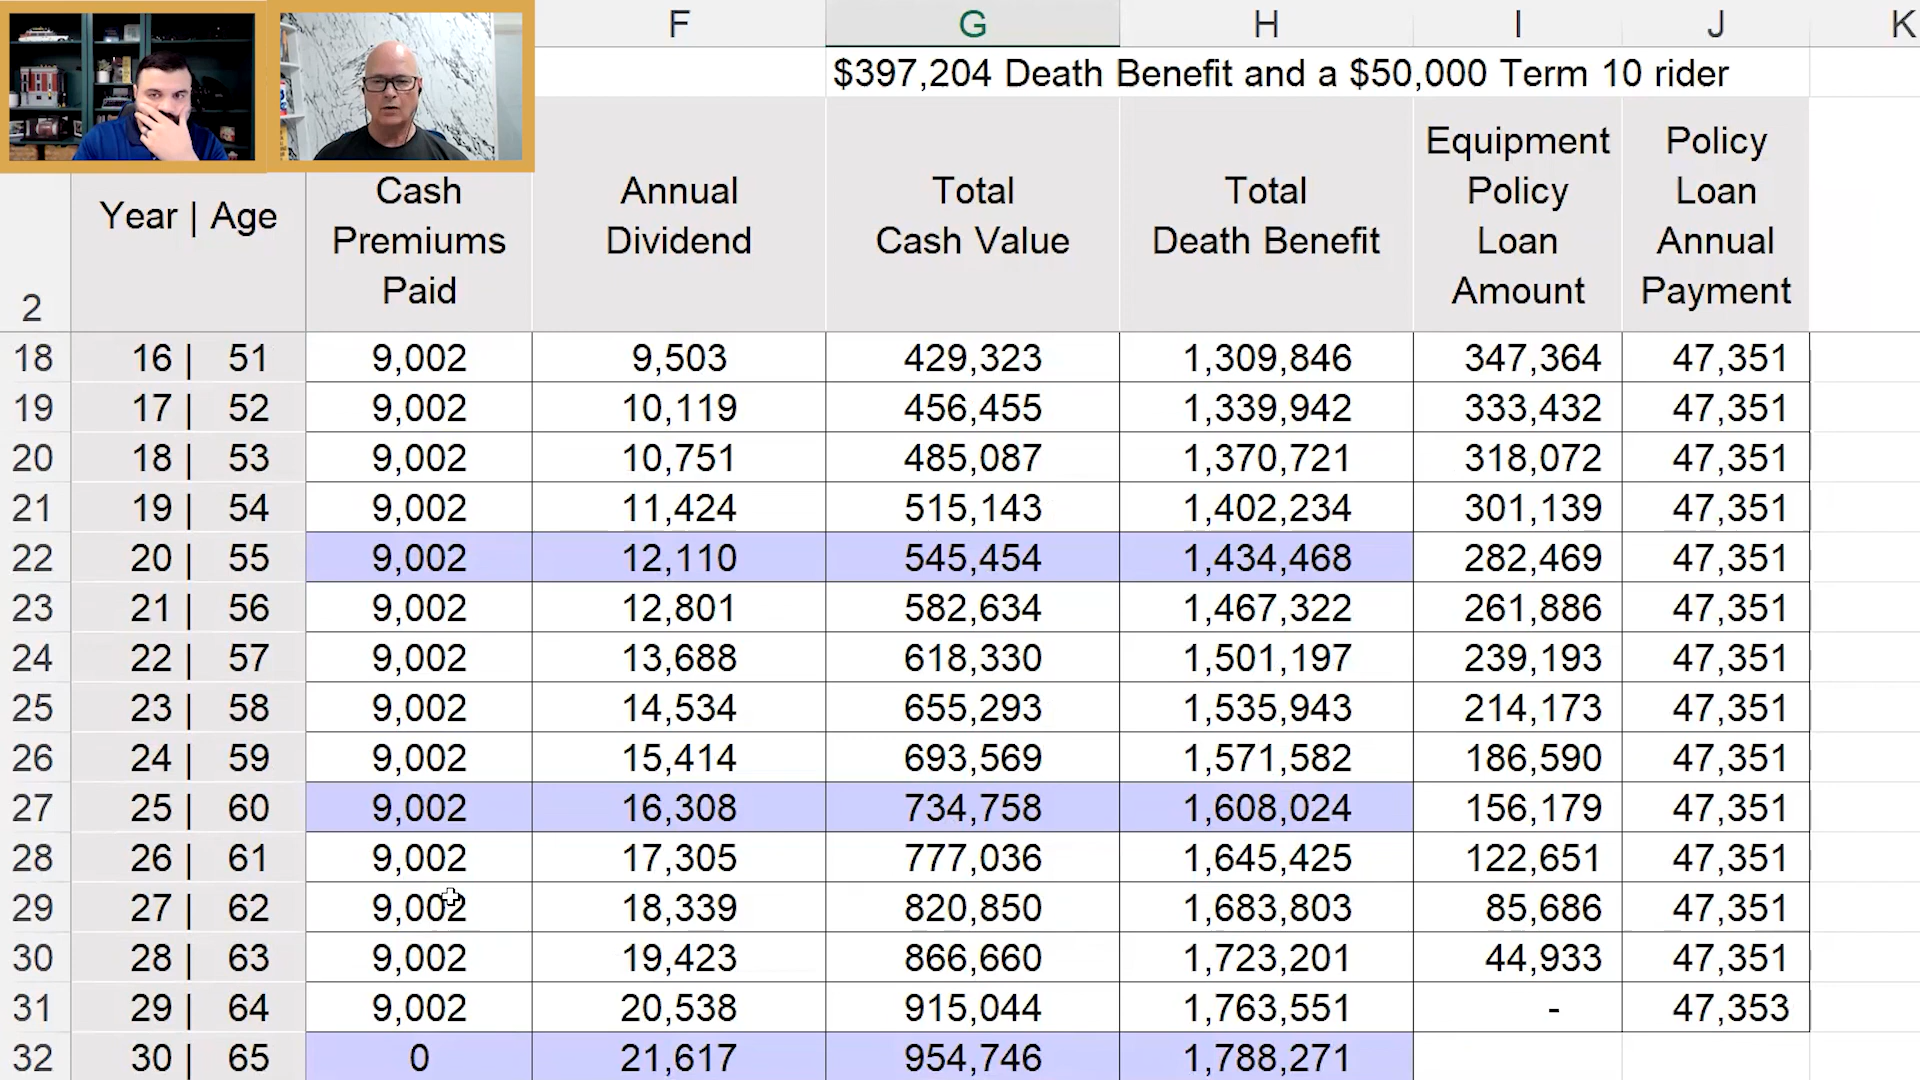 F G H I J K
$397,204 Death Benefit and a $50,000 Term 10 rider
2 Year | Age Cash Premiums Paid Annual Dividend Total Cash Value Total Death Benefit Equipment Policy Loan Amount Policy Loan Annual Payment
18 16 | 51 9,002 9,503 429,323 1,309,846 347,364 47,351
19 17 | 52 9,002 10,119 456,455 1,339,942 333,432 47,351
20 18 | 53 9,002 10,751 485,087 1,370,721 318,072 47,351
21 19 | 54 9,002 11,424 515,143 1,402,234 301,139 47,351
22 20 | 55 9,002 12,110 545,454 1,434,468 282,469 47,351
23 21 | 56 9,002 12,801 582,634 1,467,322 261,886 47,351
24 22 | 57 9,002 13,688 618,330 1,501,197 239,193 47,351
25 23 | 58 9,002 14,534 655,293 1,535,943 214,173 47,351
26 24 | 59 9,002 15,414 693,569 1,571,582 186,590 47,351
27 25 | 60 9,002 16,308 734,758 1,608,024 156,179 47,351
28 26 | 61 9,002 17,305 777,036 1,645,425 122,651 47,351
29 27 | 62 9,002 18,339 820,850 1,683,803 85,686 47,351
30 28 | 63 9,002 19,423 866,660 1,723,201 44,933 47,351
31 29 | 64 9,002 20,538 915,044 1,763,551 - 47,353
32 30 | 65 0 21,617 954,746 1,788,271